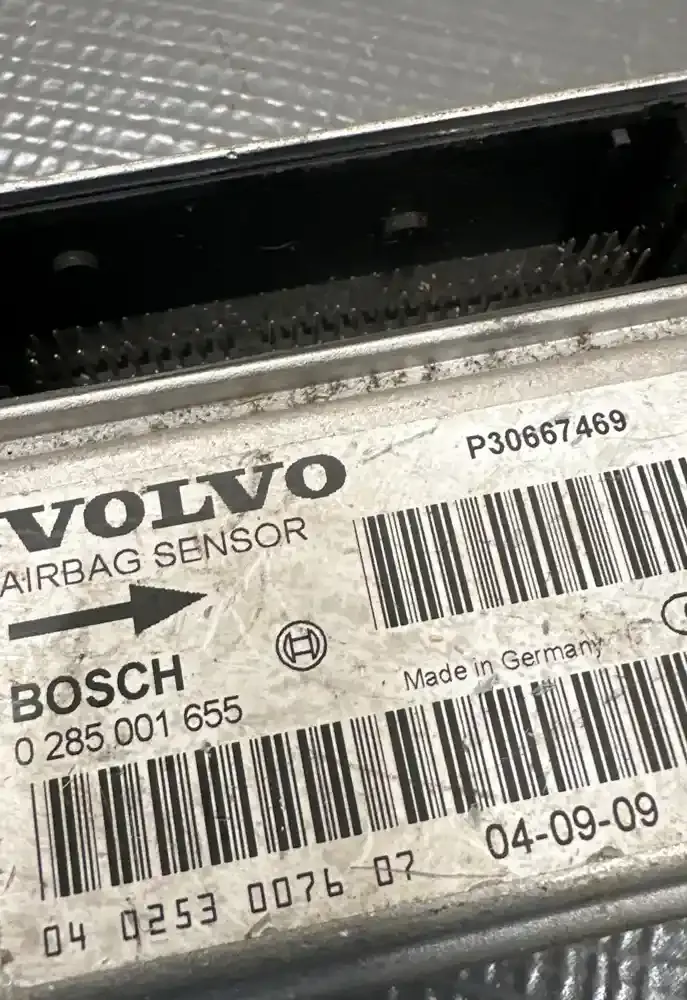 P30667469
VOLVO
AIRBAG SENSOR
BOSCH
Made in Germany
0 285 001 655
04-09-09
04 0253 0076 07